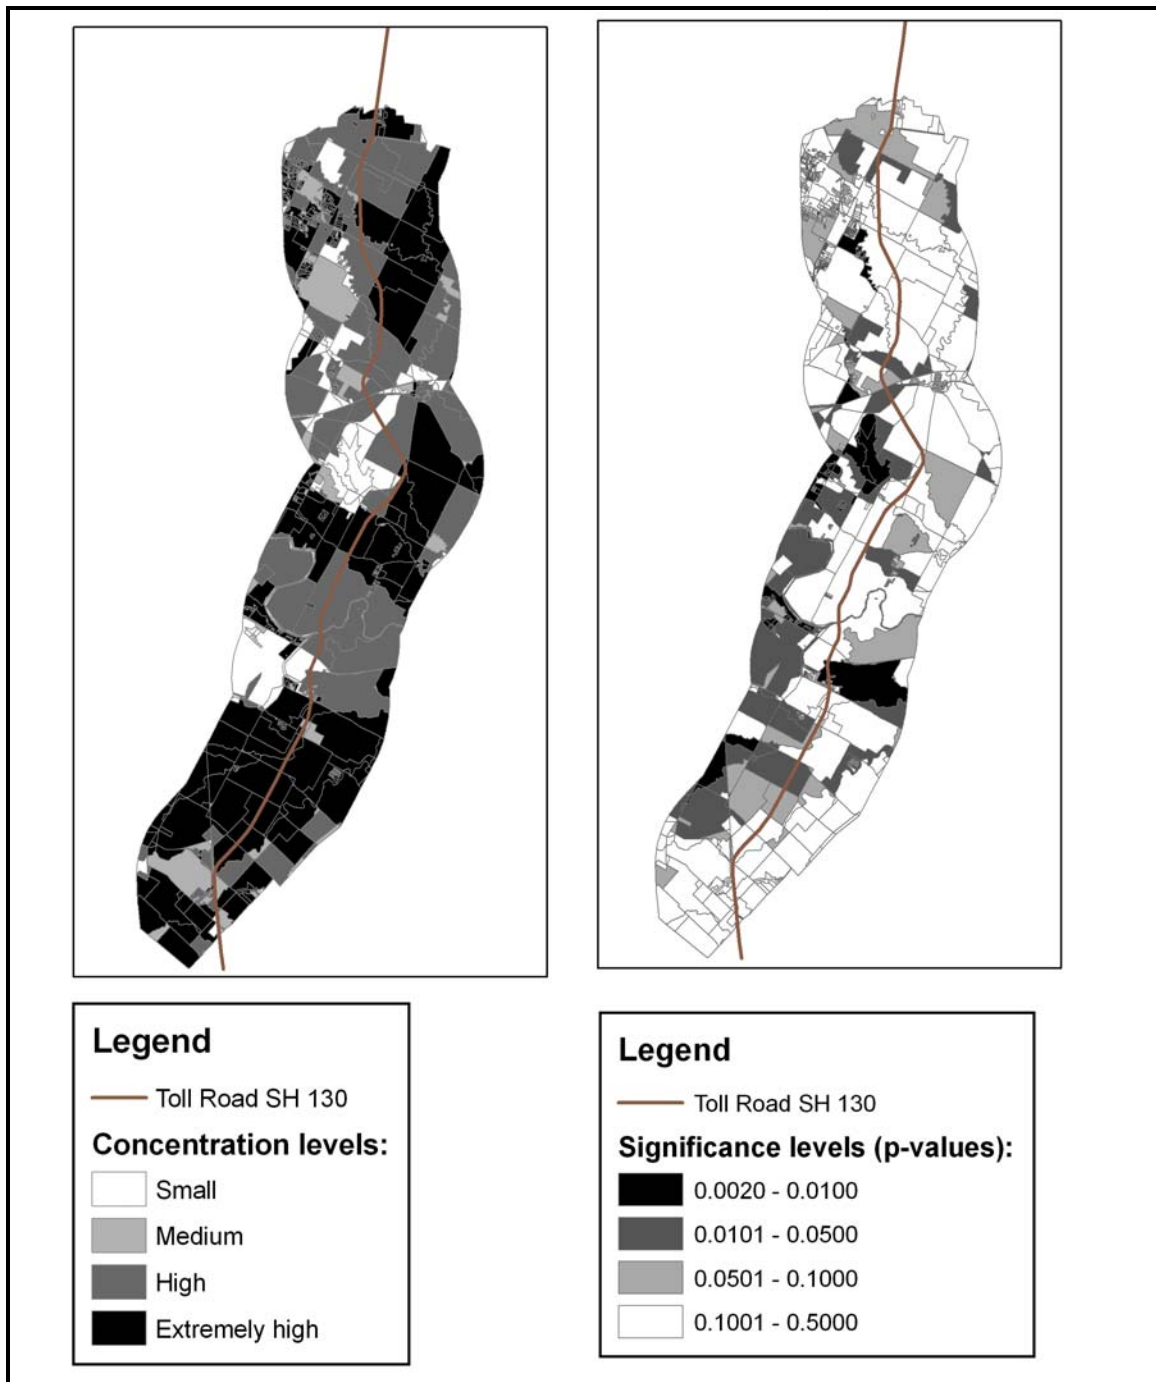 Legend
Toll Road SH 130
Concentration levels:
Small
Medium
High
Extremely high
Legend
Toll Road SH 130
Significance levels (p-values):
0.0020 - 0.0100
0.0101 - 0.0500
0.0501 - 0.1000
0.1001 - 0.5000